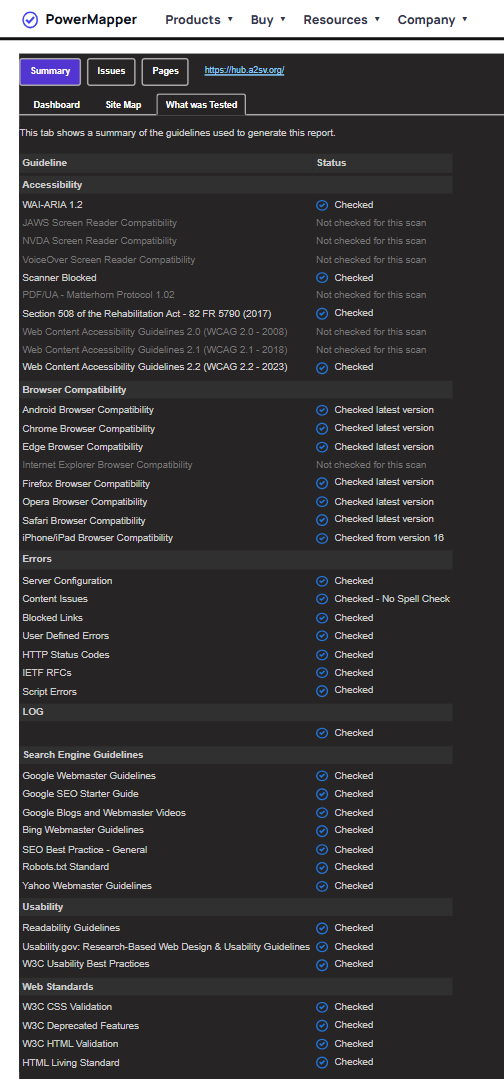 PowerMapper Products Buy Resources Company
Summary Issues Pages https://hub.a2sv.org/
Dashboard Site Map What was Tested
This tab shows a summary of the guidelines used to generate this report.
Guideline Status
Accessibility
WAI-ARIA 1.2 Checked
JAWS Screen Reader Compatibility Not checked for this scan
NVDA Screen Reader Compatibility Not checked for this scan
VoiceOver Screen Reader Compatibility Not checked for this scan
Scanner Blocked Checked
PDF/UA - Matterhorn Protocol 1.02 Not checked for this scan
Section 508 of the Rehabilitation Act - 82 FR 5790 (2017) Checked
Web Content Accessibility Guidelines 2.0 (WCAG 2.0 - 2008) Not checked for this scan
Web Content Accessibility Guidelines 2.1 (WCAG 2.1 - 2018) Not checked for this scan
Web Content Accessibility Guidelines 2.2 (WCAG 2.2 - 2023) Checked
Browser Compatibility
Android Browser Compatibility Checked latest version
Chrome Browser Compatibility Checked latest version
Edge Browser Compatibility Checked latest version
Internet Explorer Browser Compatibility Not checked for this scan
Firefox Browser Compatibility Checked latest version
Opera Browser Compatibility Checked latest version
Safari Browser Compatibility Checked latest version
iPhone/iPad Browser Compatibility Checked from version 16
Errors
Server Configuration Checked
Content Issues Checked - No Spell Check
Blocked Links Checked
User Defined Errors Checked
HTTP Status Codes Checked
IETF RFCs Checked
Script Errors Checked
LOG
Checked
Search Engine Guidelines
Google Webmaster Guidelines Checked
Google SEO Starter Guide Checked
Google Blogs and Webmaster Videos Checked
Bing Webmaster Guidelines Checked
SEO Best Practice - General Checked
Robots.txt Standard Checked
Yahoo Webmaster Guidelines Checked
Usability
Readability Guidelines Checked
Usability.gov: Research-Based Web Design & Usability Guidelines Checked
W3C Usability Best Practices Checked
Web Standards
W3C CSS Validation Checked
W3C Deprecated Features Checked
W3C HTML Validation Checked
HTML Living Standard Checked